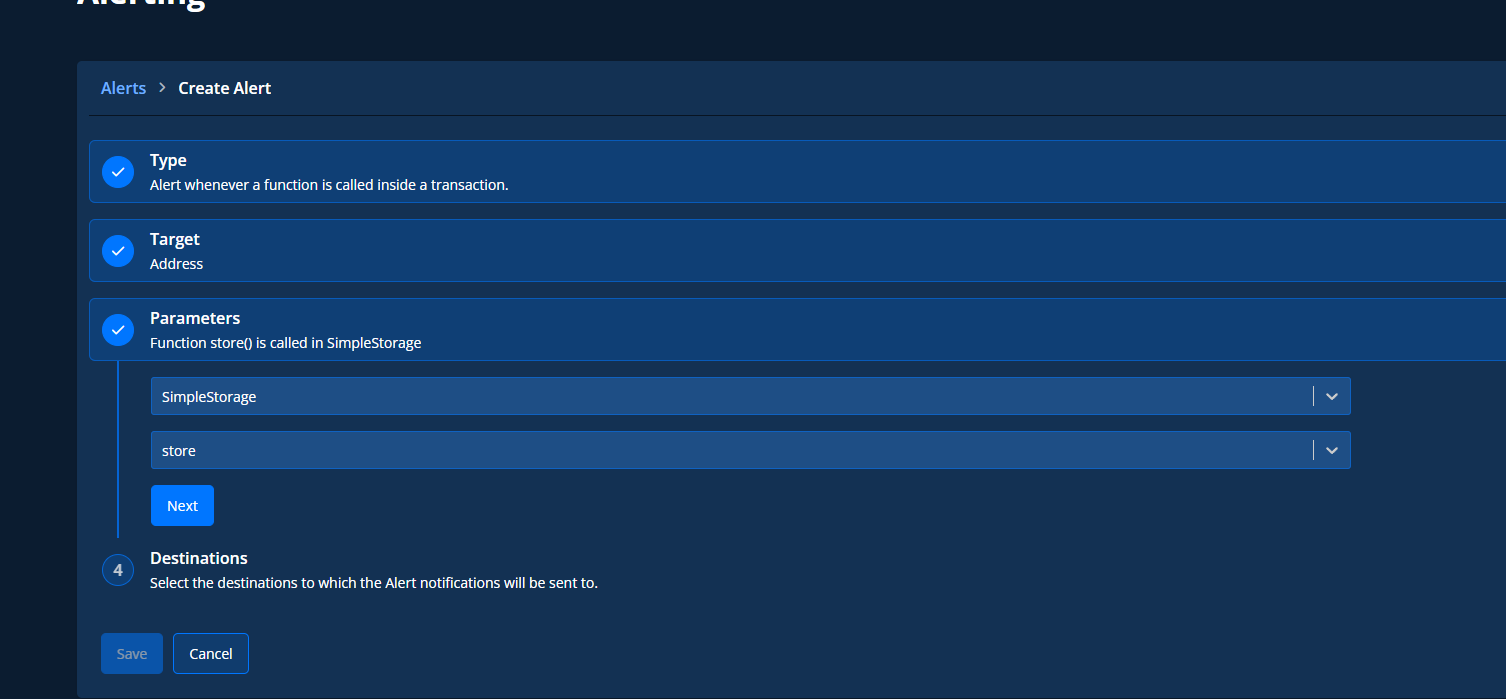 Alerting
Alerts > Create Alert
Type
Alert whenever a function is called inside a transaction.
Target
Address
Parameters
Function store() is called in SimpleStorage
SimpleStorage
store
Next
4
Destinations
Select the destinations to which the Alert notifications will be sent to.
Save
Cancel